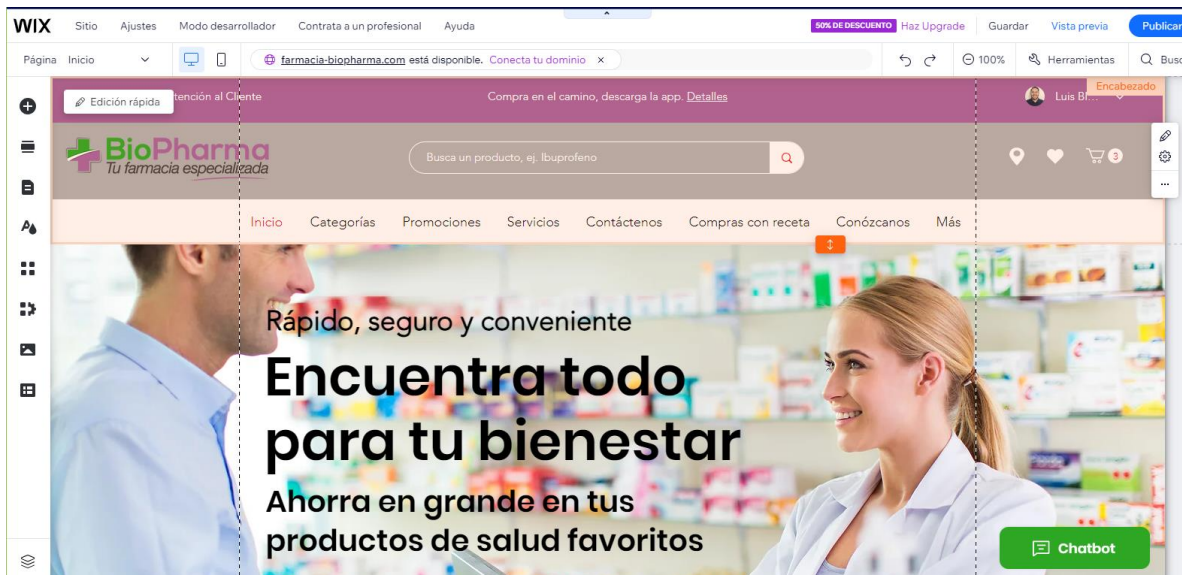 WIX Sitio Ajustes Modo desarrollador Contrata a un profesional Ayuda 50% DE DESCUENTO Haz Upgrade Guardar Vista previa Publicar
Página Inicio farmacia-biopharma.com está disponible. Conecta tu dominio × 100% Herramientas
Encabezado
Edición rápida Cliente Compra en el camino, descarga la app. Detalles Luis
BioPharma
Tu farmacia especializada
Busca un producto, ej. Ibuprofeno
3
Inicio Categorías Promociones Servicios Contáctenos Compras con receta Conózcanos Más
Rápido, seguro y conveniente
Encuentra todo
para tu bienestar
Ahorra en grande en tus
productos de salud favoritos
Chatbot